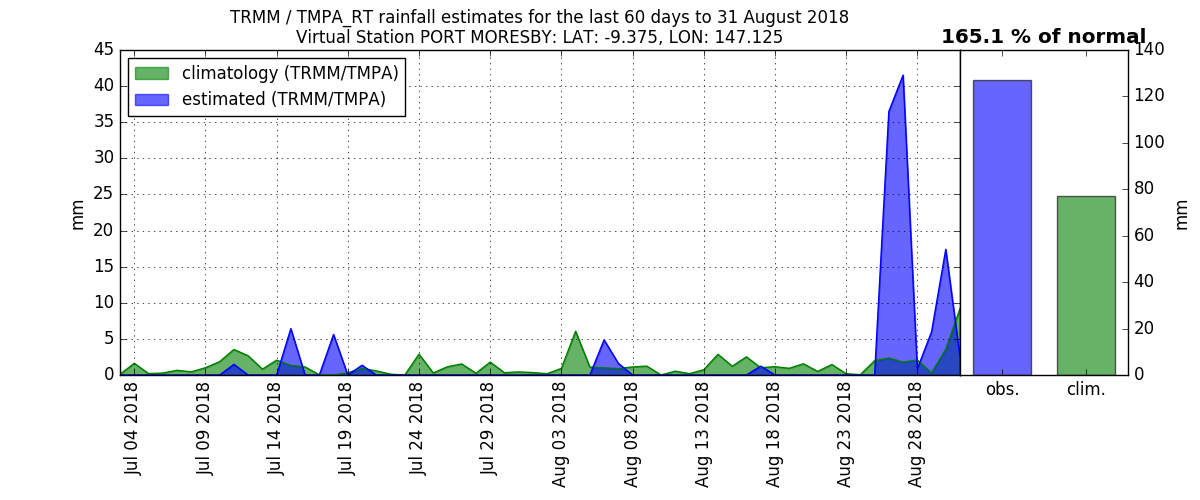 TRMM / TMPA_RT rainfall estimates for the last 60 days to 31 August 2018
Virtual Station PORT MORESBY: LAT: -9.375, LON: 147.125
165.1 % of normal
climatology (TRMM/TMPA)
estimated (TRMM/TMPA)
mm
45
40
35
30
25
20
15
10
5
0
Jul 04 2018
Jul 09 2018
Jul 14 2018
Jul 19 2018
Jul 24 2018
Jul 29 2018
Aug 03 2018
Aug 08 2018
Aug 13 2018
Aug 18 2018
Aug 23 2018
Aug 28 2018
obs.
clim.
140
120
100
80
60
40
20
0
mm